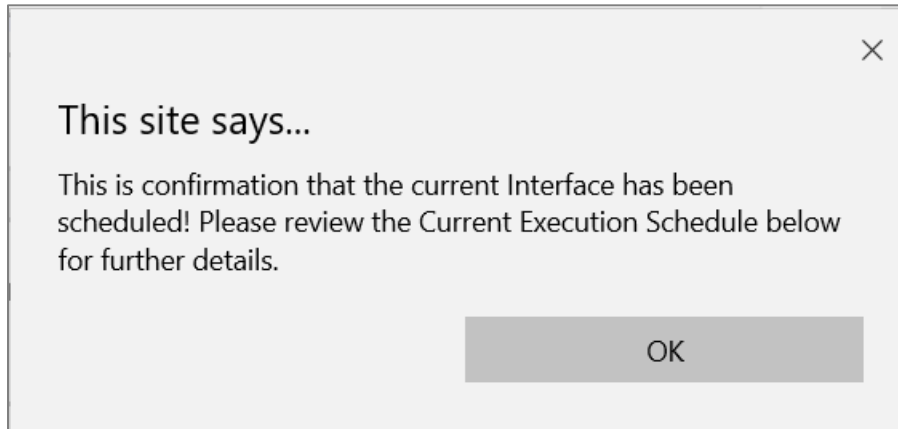 This site says...
This is confirmation that the current Interface has been
scheduled! Please review the Current Execution Schedule below
for further details.
OK